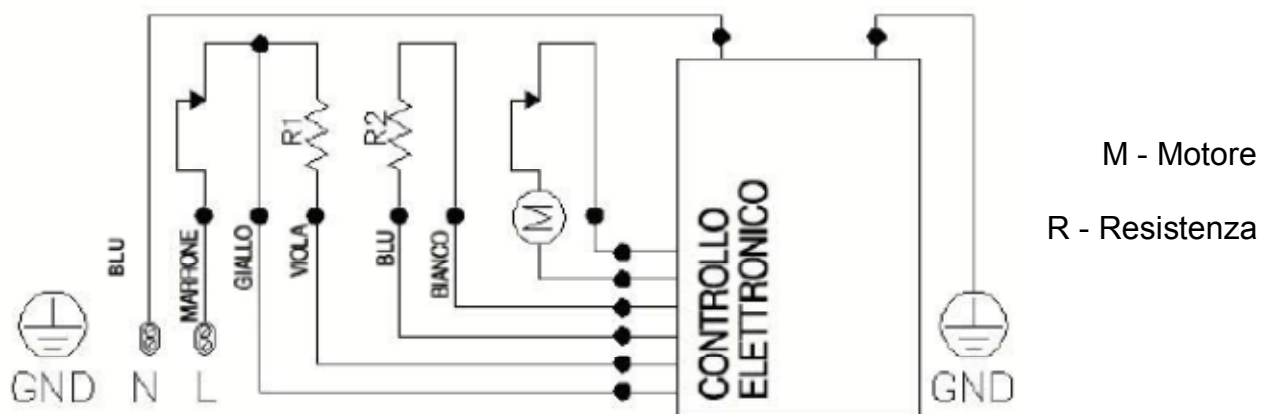 R1
R2
M
BLU
MARRONE
GIALLO
VIOLA
BLU
BIANCO
CONTROLLO
ELETTRONICO
GND
N
L
GND
M - Motore
R - Resistenza